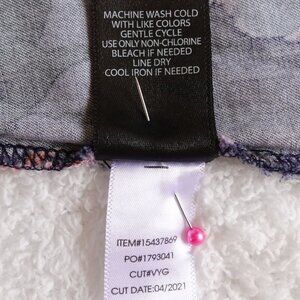 MACHINE WASH COLD
WITH LIKE COLORS
GENTLE CYCLE
USE ONLY NON-CHLORINE
BLEACH IF NEEDED
LINE DRY
COOL IRON IF NEEDED
ITEM#15437869
PO#1793041
CUT#VYG
CUT DATE:04/2021